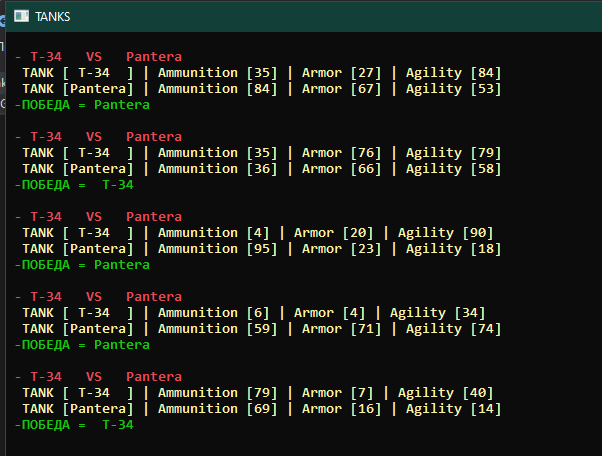 TANKS
- T-34 VS Pantera
TANK [ T-34 ] | Ammunition [35] | Armor [27] | Agility [84]
TANK [Pantera] | Ammunition [84] | Armor [67] | Agility [53]
-ПОБЕДА = Pantera
- T-34 VS Pantera
TANK [ T-34 ] | Ammunition [35] | Armor [76] | Agility [79]
TANK [Pantera] | Ammunition [36] | Armor [66] | Agility [58]
-ПОБЕДА = T-34
- T-34 VS Pantera
TANK [ T-34 ] | Ammunition [4] | Armor [20] | Agility [90]
TANK [Pantera] | Ammunition [95] | Armor [23] | Agility [18]
-ПОБЕДА = Pantera
- T-34 VS Pantera
TANK [ T-34 ] | Ammunition [6] | Armor [4] | Agility [34]
TANK [Pantera] | Ammunition [59] | Armor [71] | Agility [74]
-ПОБЕДА = Pantera
- T-34 VS Pantera
TANK [ T-34 ] | Ammunition [79] | Armor [7] | Agility [40]
TANK [Pantera] | Ammunition [69] | Armor [16] | Agility [14]
-ПОБЕДА = T-34